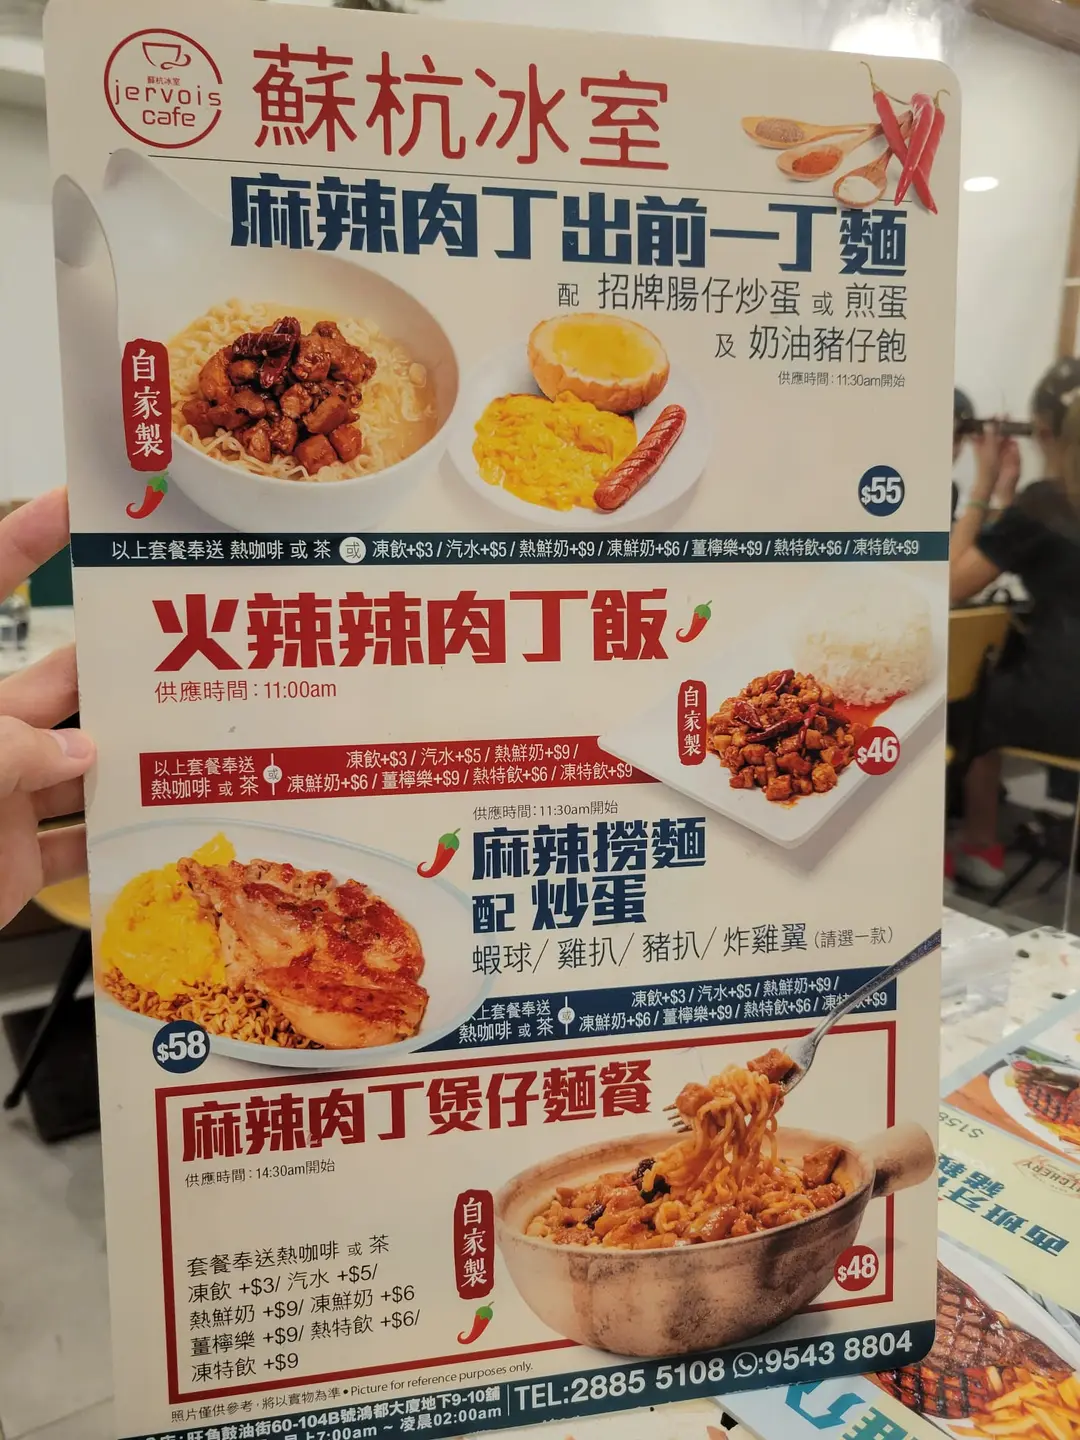 蘇杭冰室
jervois
cafe
蘇杭冰室
麻辣肉丁出前一丁麵
配 招牌腸仔炒蛋 或 煎蛋
及 奶油豬仔飽
供應時間：11:30am開始
自家製
$55
以上套餐奉送 熱咖啡 或 茶 或 凍飲+$3 / 汽水+$5 / 熱鮮奶+$9 / 凍鮮奶+$6 / 薑檸樂+$9 / 熱特飲+$6 / 凍特飲+$9
火辣辣肉丁飯
供應時間：11:00am
自家製
$46
以上套餐奉送
熱咖啡 或 茶
或
凍飲+$3 / 汽水+$5 / 熱鮮奶+$9 /
凍鮮奶+$6 / 薑檸樂+$9 / 熱特飲+$6 / 凍特飲+$9
供應時間：11:30am開始
麻辣撈麵
配 炒蛋
蝦球/ 雞扒/ 豬扒/ 炸雞翼 (請選一款)
$58
上套餐奉送
熱咖啡 或 茶
或
凍飲+$3 / 汽水+$5 / 熱鮮奶+$9 /
凍鮮奶+$6 / 薑檸樂+$9 / 熱特飲+$6 / 凍特飲+$9
麻辣肉丁煲仔麵餐
供應時間：14:30am開始
自家製
套餐奉送熱咖啡 或 茶
凍飲 +$3/ 汽水 +$5/
熱鮮奶 +$9/ 凍鮮奶 +$6
薑檸樂 +$9/ 熱特飲 +$6/
凍特飲 +$9
$48
照片僅供參考，將以實物為準 • Picture for reference purposes only.
店：旺角豉油街60-104B號鴻都大廈地下9-10舖
上7:00am ~ 凌晨02:00am
TEL:2885 5108 :9543 8804
$158
西班牙